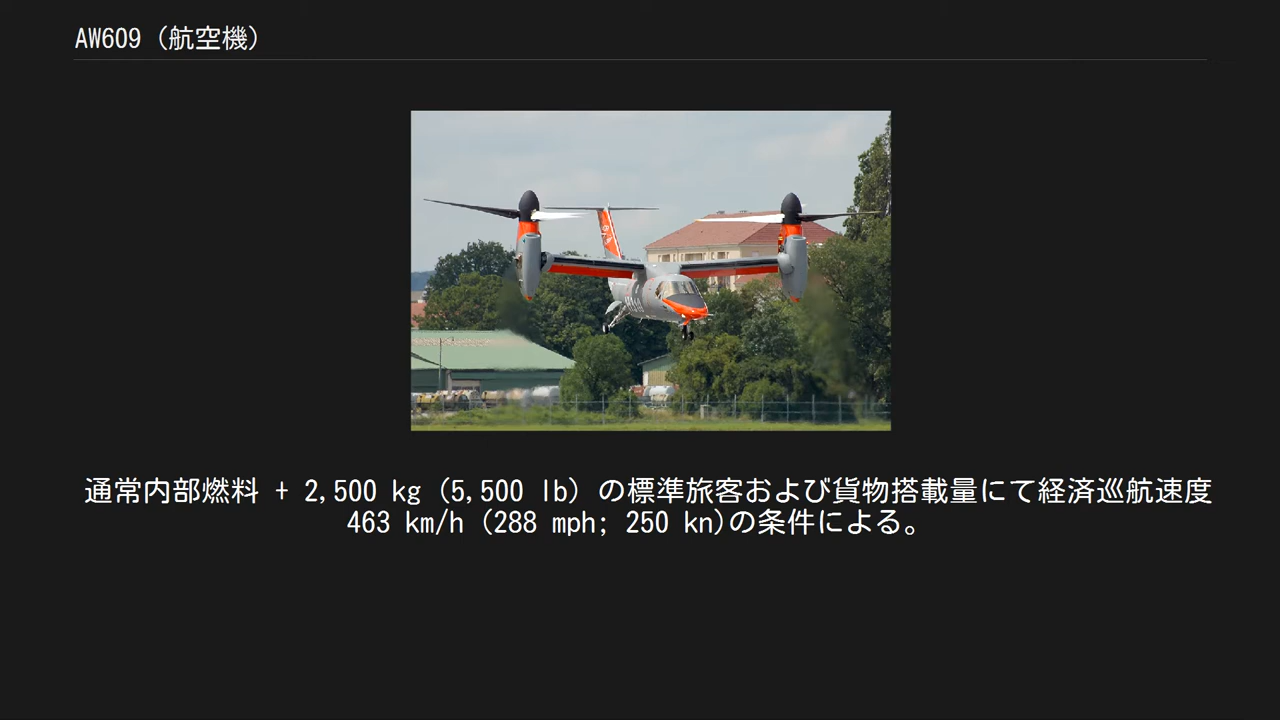 AW609（航空機）
通常内部燃料 + 2,500 kg (5,500 lb) の標準旅客および貨物搭載量にて経済巡航速度
463 km/h (288 mph; 250 kn)の条件による。